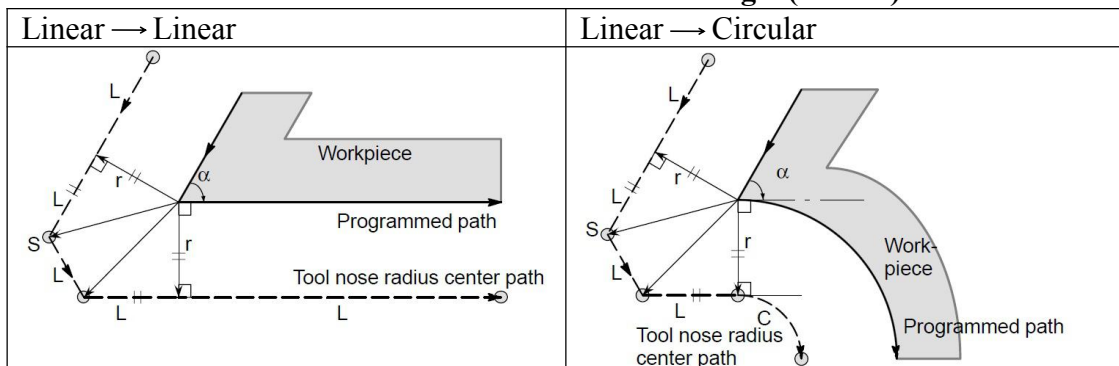 Linear → Linear
Linear → Circular
L
L
r
α
Workpiece
Programmed path
S
L
r
Tool nose radius center path
L
L
L
L
r
α
Work-
piece
S
L
r
L
C
Programmed path
Tool nose radius
center path